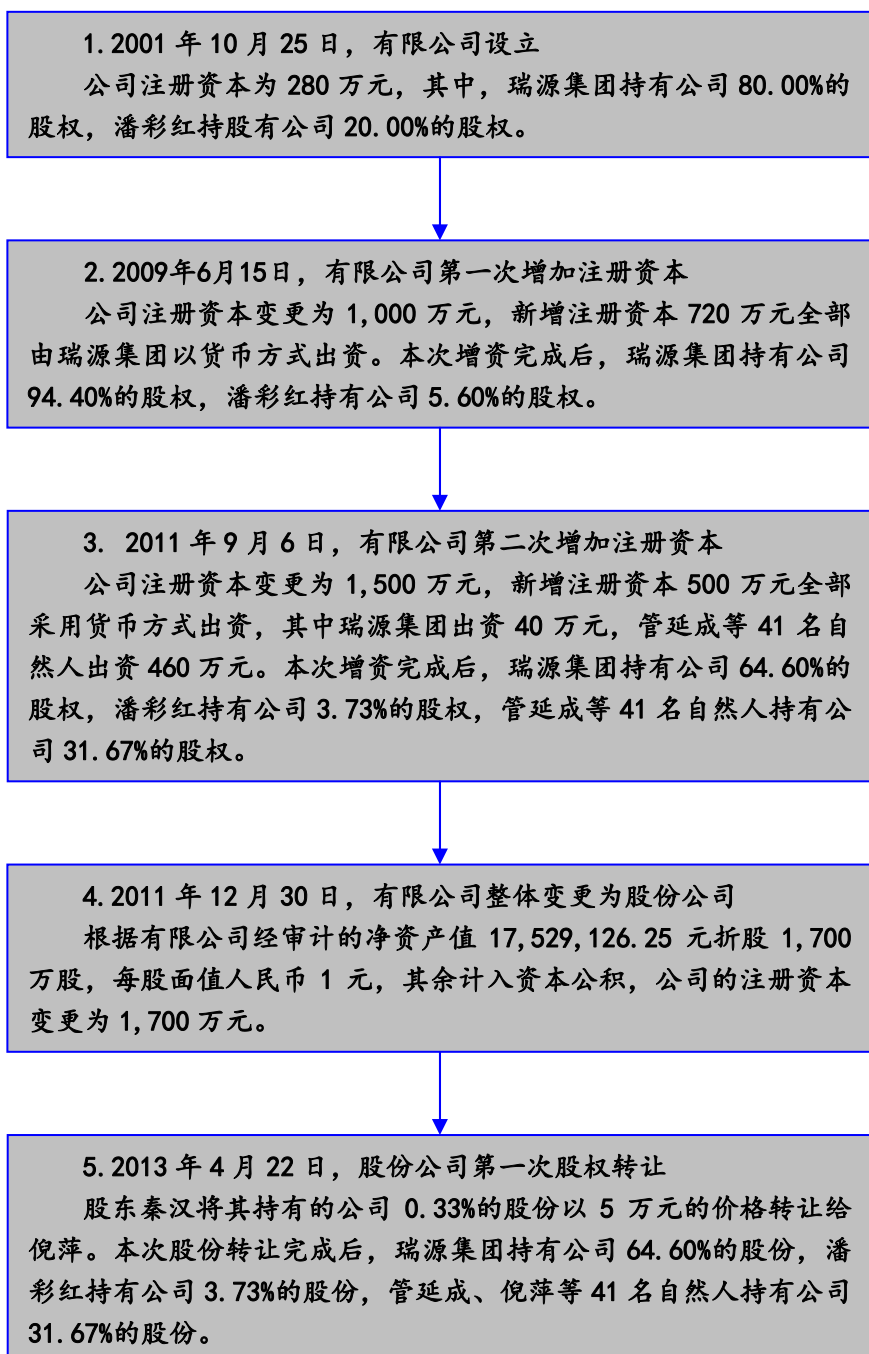 1.2001 年 10 月 25 日，有限公司设立
公司注册资本为 280 万元，其中，瑞源集团持有公司 80.00%的
股权，潘彩红持股有公司 20.00%的股权。
2.2009年6月15日，有限公司第一次增加注册资本
公司注册资本变更为 1,000 万元，新增注册资本 720 万元全部
由瑞源集团以货币方式出资。本次增资完成后，瑞源集团持有公司
94.40%的股权，潘彩红持有公司 5.60%的股权。
3. 2011 年 9 月 6 日，有限公司第二次增加注册资本
公司注册资本变更为 1,500 万元，新增注册资本 500 万元全部
采用货币方式出资，其中瑞源集团出资 40 万元，管延成等 41 名自
然人出资 460 万元。本次增资完成后，瑞源集团持有公司 64.60%的
股权，潘彩红持有公司 3.73%的股权，管延成等 41 名自然人持有公
司 31.67%的股权。
4.2011 年 12 月 30 日，有限公司整体变更为股份公司
根据有限公司经审计的净资产值 17,529,126.25 元折股 1,700
万股，每股面值人民币 1 元，其余计入资本公积，公司的注册资本
变更为 1,700 万元。
5.2013 年 4 月 22 日，股份公司第一次股权转让
股东秦汉将其持有的公司 0.33%的股份以 5 万元的价格转让给
倪萍。本次股份转让完成后，瑞源集团持有公司 64.60%的股份，潘
彩红持有公司 3.73%的股份，管延成、倪萍等 41 名自然人持有公司
31.67%的股份。